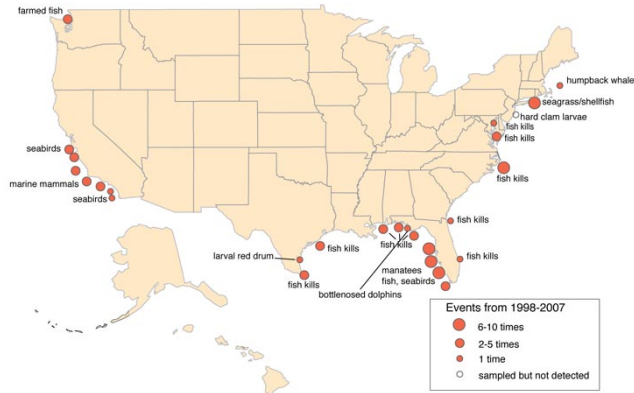 farmed fish
humpback whale
seagrass/shellfish
hard clam larvae
fish kills
fish kills
seabirds
fish kills
marine mammals
seabirds
fish kills
larval red drum
fish kills
fish kills
fish kills
manatees
fish, seabirds
fish kills
bottlenosed dolphins
Events from 1998-2007
6-10 times
2-5 times
1 time
sampled but not detected